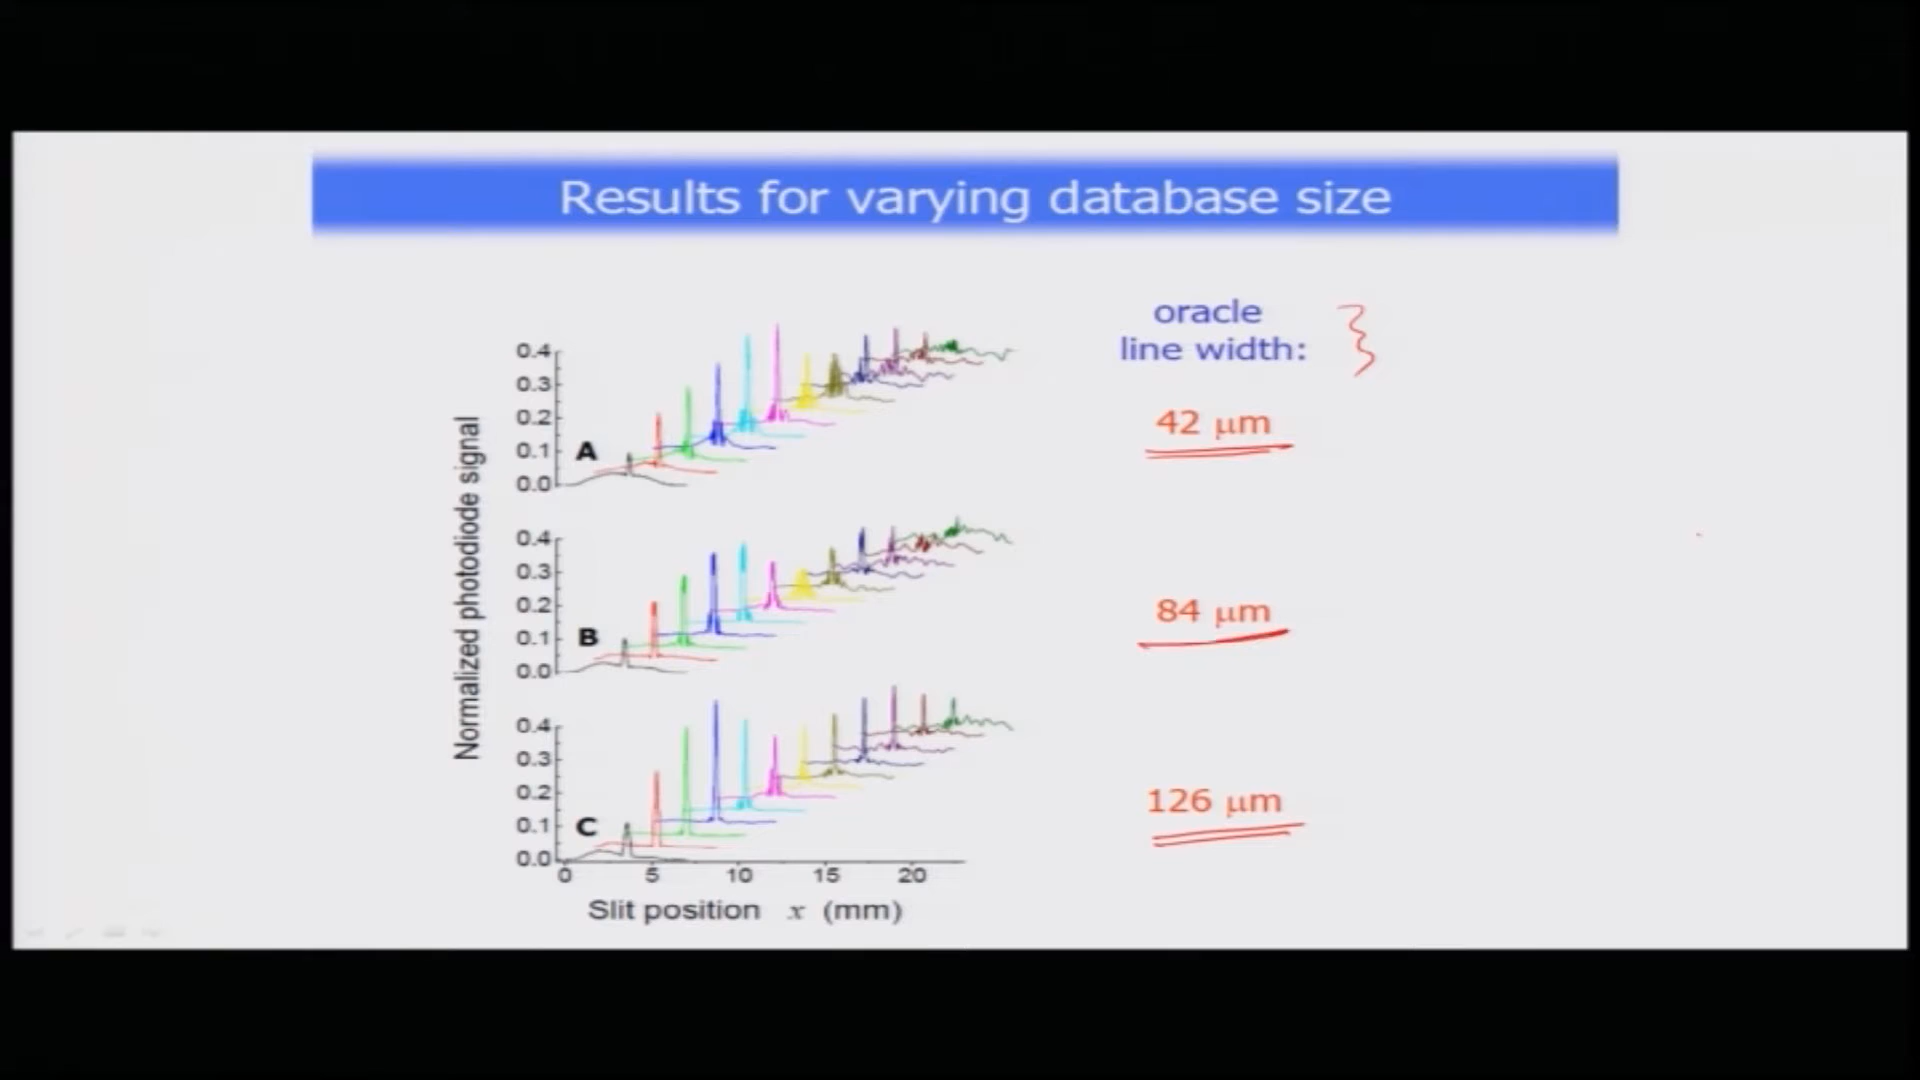 Results for varying database size
oracle
line width:
Normalized photodiode signal
0.4
0.3
0.2
0.1
0.0
A
42 μm
0.4
0.3
0.2
0.1
0.0
B
84 μm
0.4
0.3
0.2
0.1
0.0
C
126 μm
0 5 10 15 20
Slit position x (mm)